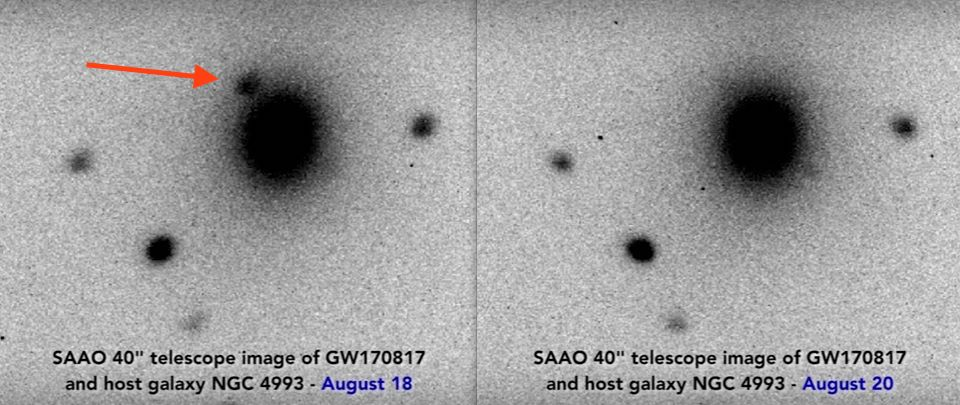 SAAO 40" telescope image of GW170817
and host galaxy NGC 4993 - August 18
SAAO 40" telescope image of GW170817
and host galaxy NGC 4993 - August 20